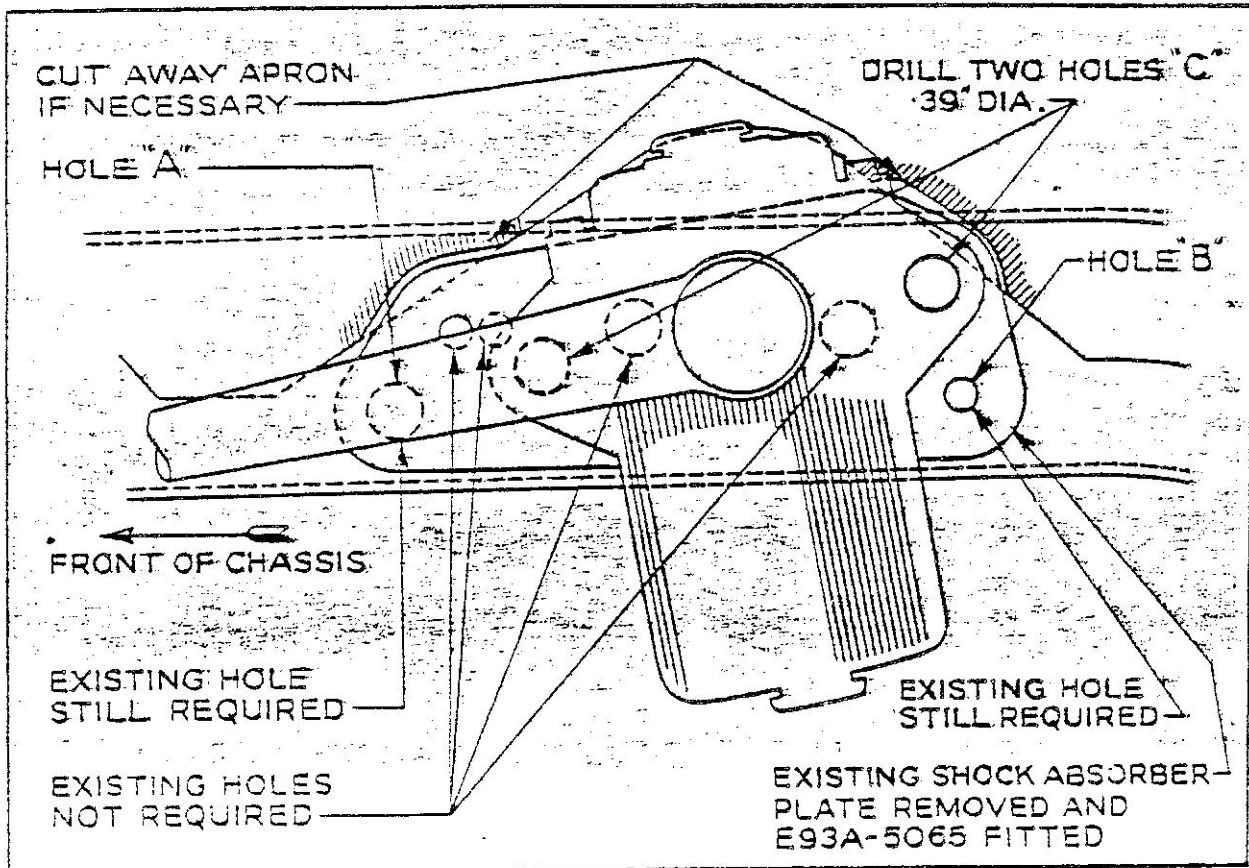 CUT AWAY APRON
IF NECESSARY
DRILL TWO HOLES "C"
·39" DIA.
HOLE "A"
HOLE "B"
FRONT OF CHASSIS
EXISTING HOLE
STILL REQUIRED
EXISTING HOLE
STILL REQUIRED
EXISTING HOLES
NOT REQUIRED
EXISTING SHOCK ABSORBER
PLATE REMOVED AND
E93A-5065 FITTED